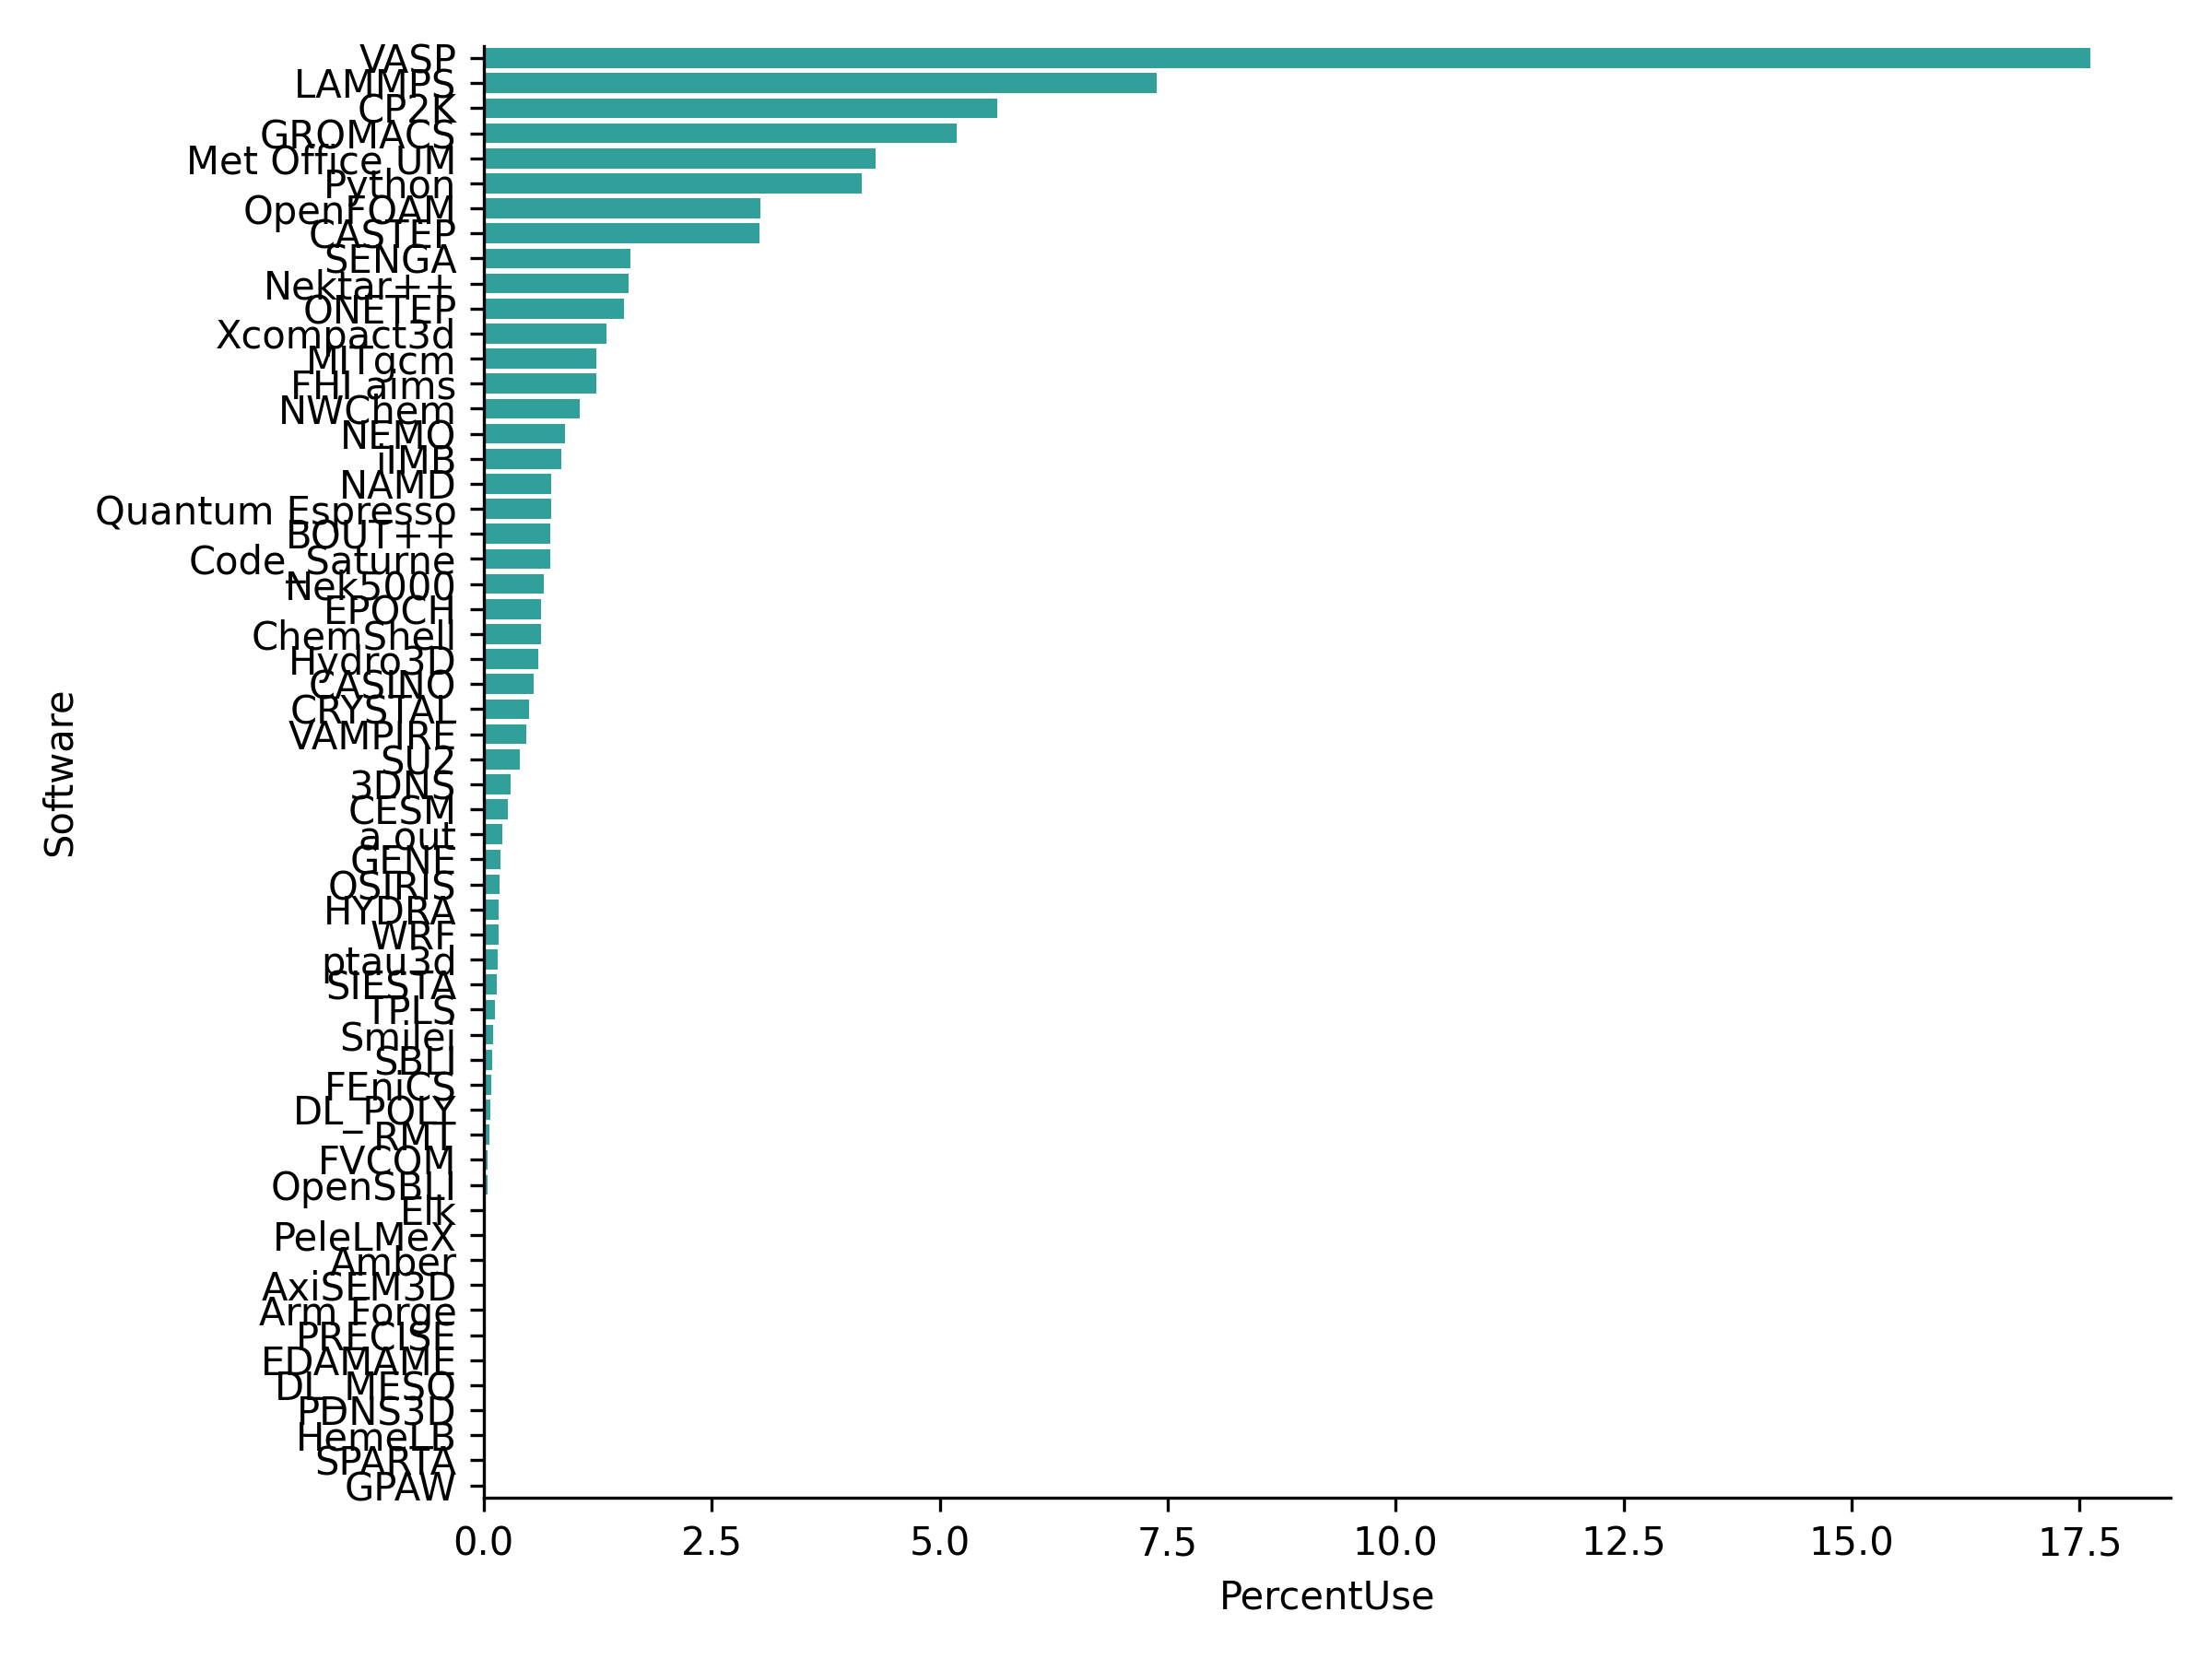 VASP
LAMMPS
CP2K
GROMACS
Met Office UM
Python
OpenFOAM
CASTEP
SENGA
Nektar++
ONETEP
Xcompact3d
MITgcm
FHI aims
NWChem
NEMO
iIMB
NAMD
Quantum Espresso
BOUT++
Code_Saturne
Nek5000
EPOCH
ChemShell
Hydro3D
CASINO
CRYSTAL
VAMPIRE
SU2
3DNS
CESM
a.out
GENE
OSIRIS
HYDRA
WRF
ptau3d
SIESTA
TPLS
Smilei
SBLI
FEniCS
DL_POLY
RMT
FVCOM
OpenSBLI
Elk
PeleLMeX
Amber
AxiSEM3D
Arm Forge
PRECISE
EDAMAME
DL_MESO
PDNS3D
HemeLB
SPARTA
GPAW
Software
0.0 2.5 5.0 7.5 10.0 12.5 15.0 17.5
PercentUse